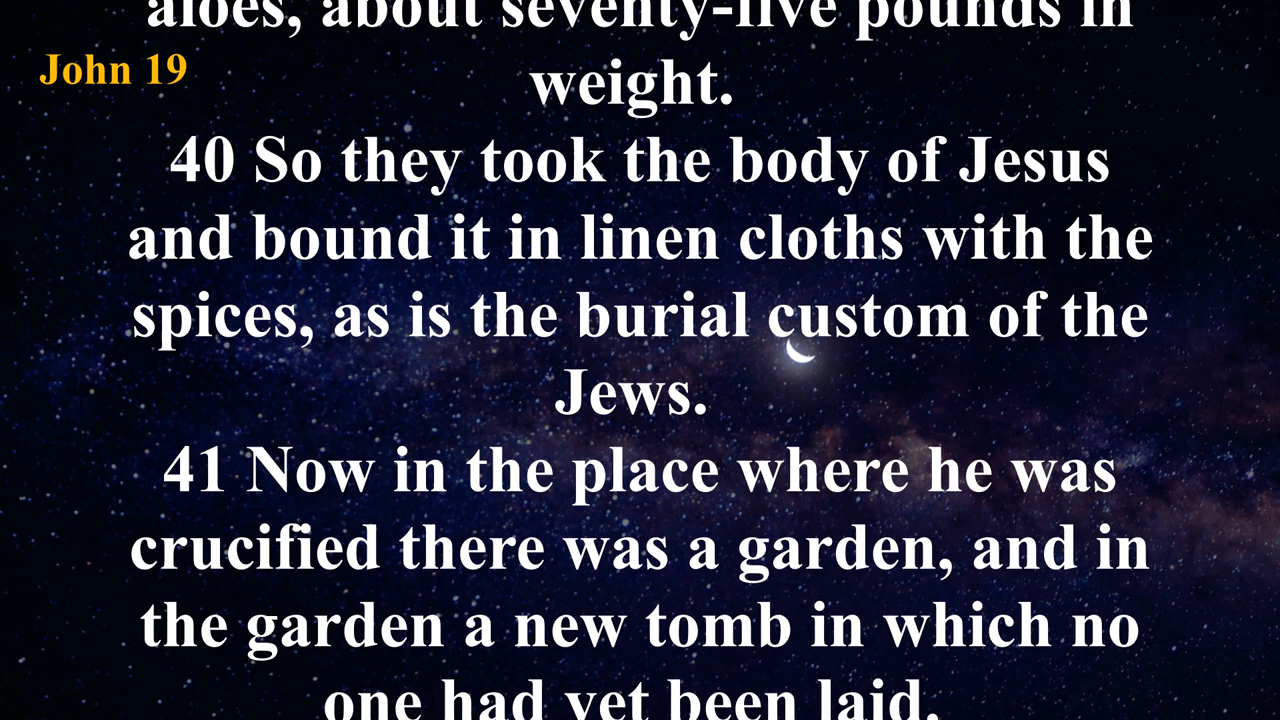 aloes, about seventy-five pounds in
John 19
weight.
40 So they took the body of Jesus
and bound it in linen cloths with the
spices, as is the burial custom of the
Jews.
41 Now in the place where he was
crucified there was a garden, and in
the garden a new tomb in which no
one had yet been laid.